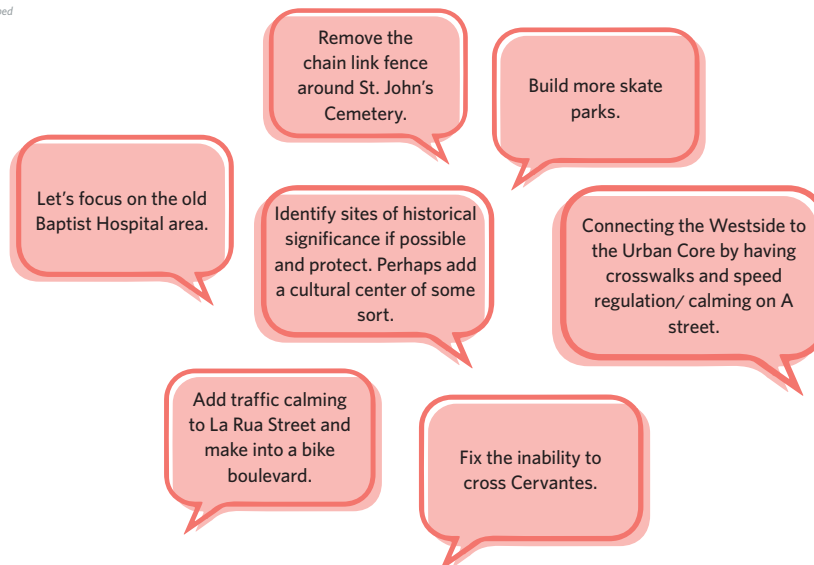 Remove the
chain link fence
around St. John's
Cemetery.
Build more skate
parks.
Let's focus on the old
Baptist Hospital area.
Identify sites of historical
significance if possible
and protect. Perhaps add
a cultural center of some
sort.
Connecting the Westside to
the Urban Core by having
crosswalks and speed
regulation/ calming on A
street.
Add traffic calming
to La Rua Street and
make into a bike
boulevard.
Fix the inability to
cross Cervantes.